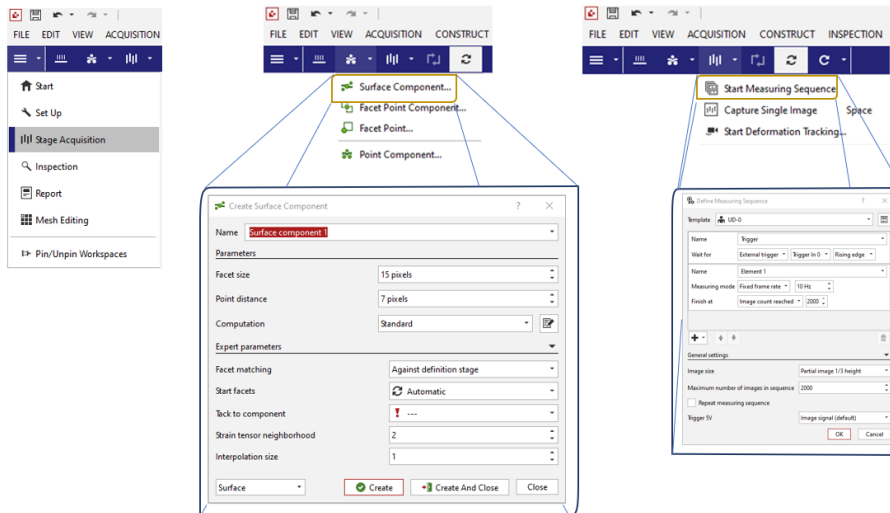 FILE EDIT VIEW ACQUISITION
Start
Set Up
Stage Acquisition
Inspection
Report
Mesh Editing
Pin/Unpin Workspaces
FILE EDIT VIEW ACQUISITION CONSTRUCT
Surface Component...
Facet Point Component...
Facet Point...
Point Component...
Create Surface Component ?
Name Surface component 1
Parameters
Facet size 15 pixels
Point distance 7 pixels
Computation Standard
Expert parameters
Facet matching Against definition stage
Start facets Automatic
Tack to component ---
Strain tensor neighborhood 2
Interpolation size 1
Surface Create Create And Close Close
FILE EDIT VIEW ACQUISITION CONSTRUCT INSPECTION
Start Measuring Sequence
Capture Single Image Space
Start Deformation Tracking...
Define Measuring Sequence ?
Template UD-0
Name Trigger
Wait for External trigger Trigger In 0 Rising edge
Name Element 1
Measuring mode Fixed frame rate 10 Hz
Finish at Image count reached 2000
General settings
Image size Partial image 1/3 height
Maximum number of images in sequence 2000
Repeat measuring sequence
Trigger 5V Image signal (default)
OK Cancel